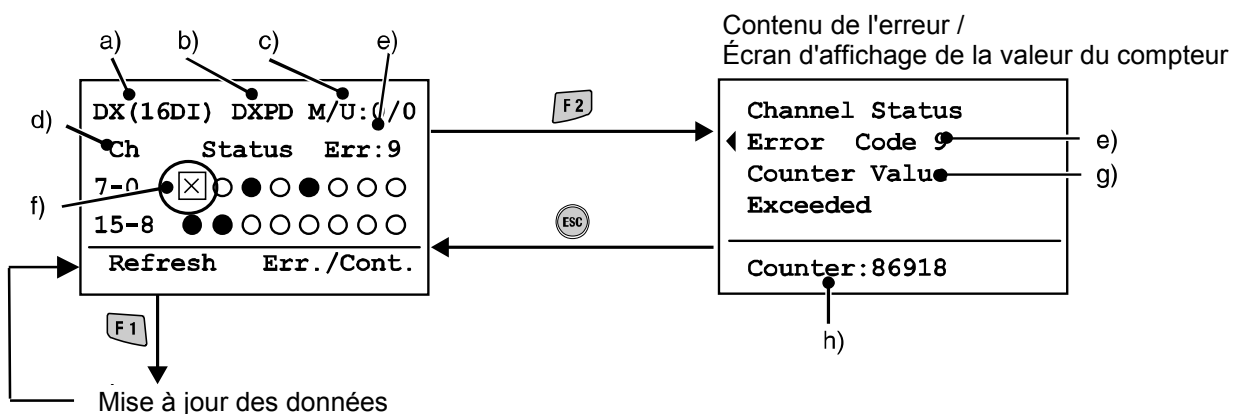 Contenu de l'erreur /
Écran d'affichage de la valeur du compteur
a)
b)
c)
e)
DX(16DI) DXPD M/U:0/0
d)
Ch Status Err:9
7-0
f)
15-8
Refresh Err./Cont.
F1
Mise à jour des données
F2
ESC
Channel Status
Error Code 9
e)
Counter Value
g)
Exceeded
Counter:86918
h)